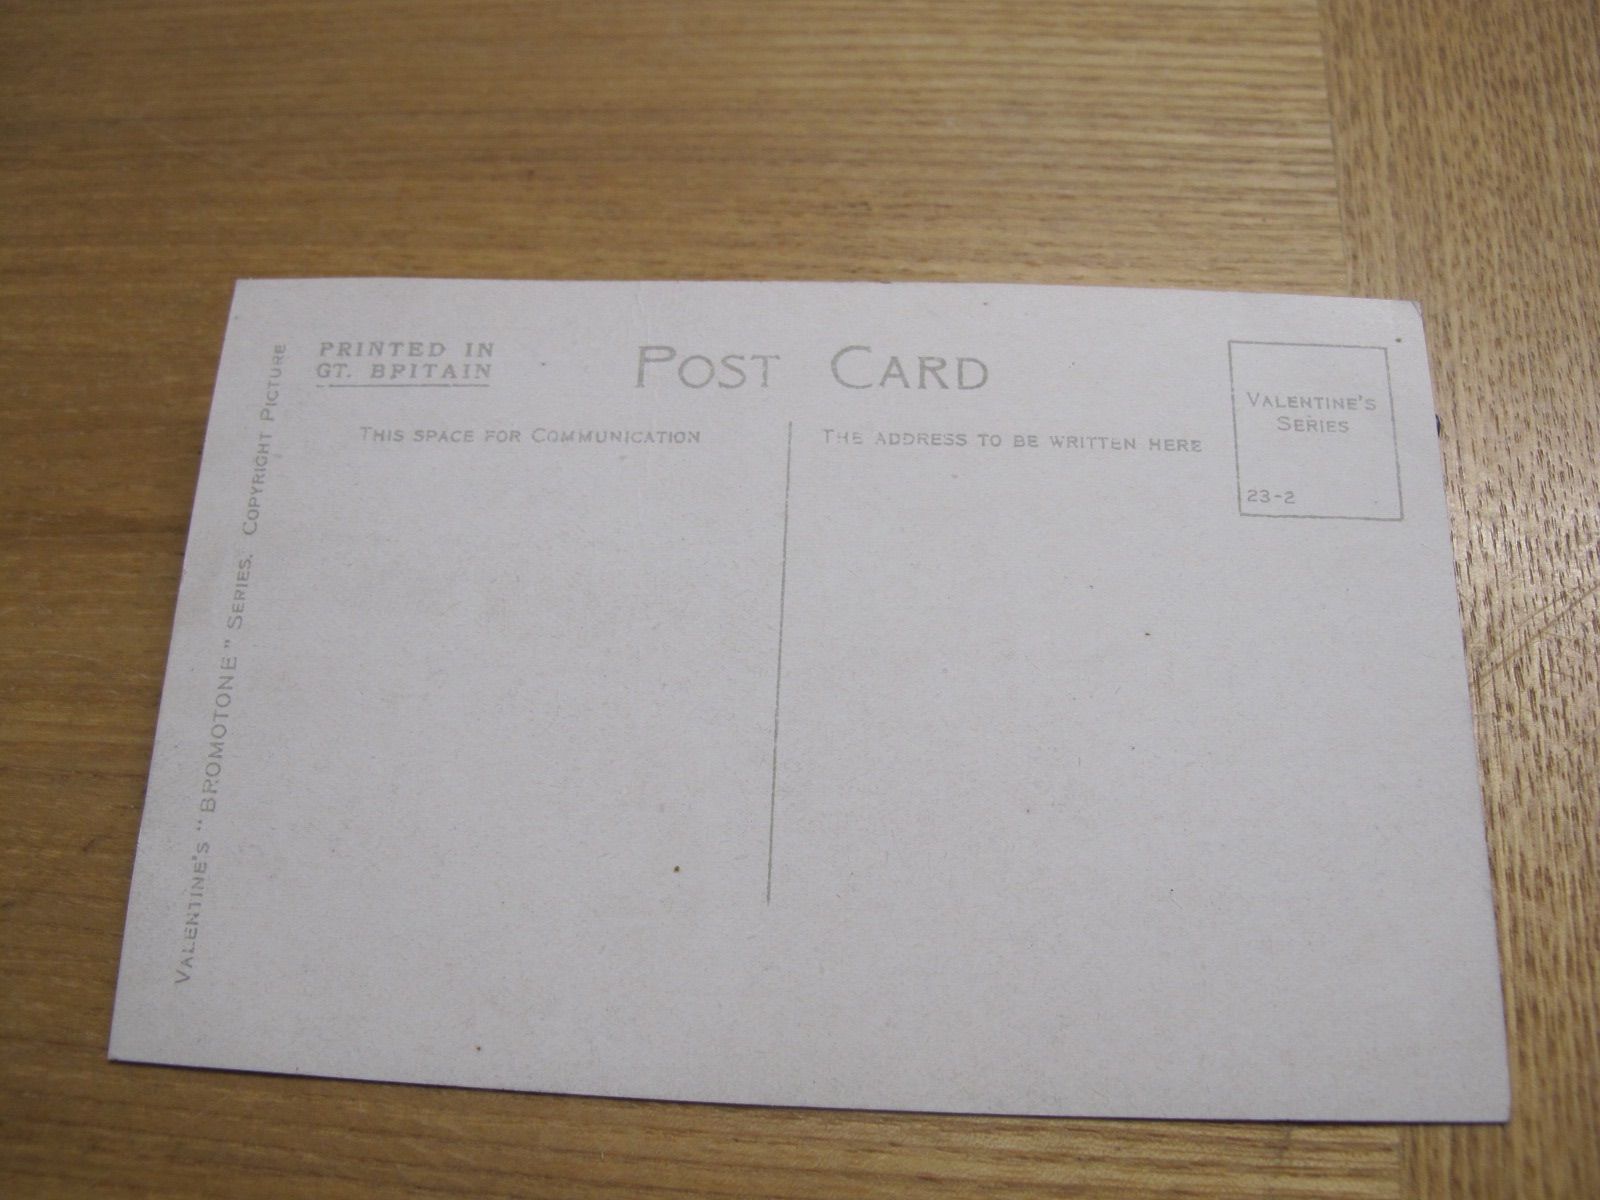 PRINTED IN
GT. BRITAIN
POST CARD
THIS SPACE FOR COMMUNICATION
THE ADDRESS TO BE WRITTEN HERE
VALENTINE'S
SERIES
23-2
VALENTINE'S "BROMOTONE" SERIES. COPYRIGHT PICTURE